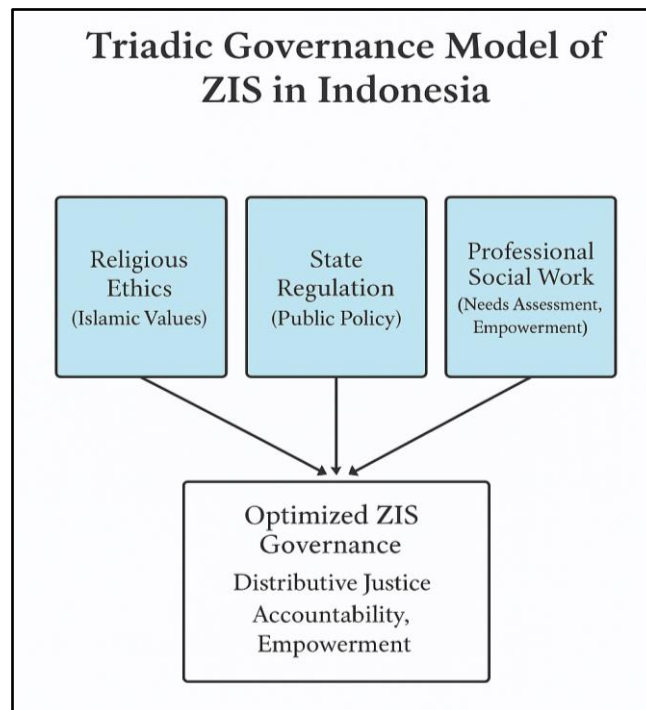 Triadic Governance Model of
ZIS in Indonesia
Religious
Ethics
(Islamic Values)
State
Regulation
(Public Policy)
Professional
Social Work
(Needs Assessment,
Empowerment)
Optimized ZIS
Governance
Distributive Justice
Accountability,
Empowerment